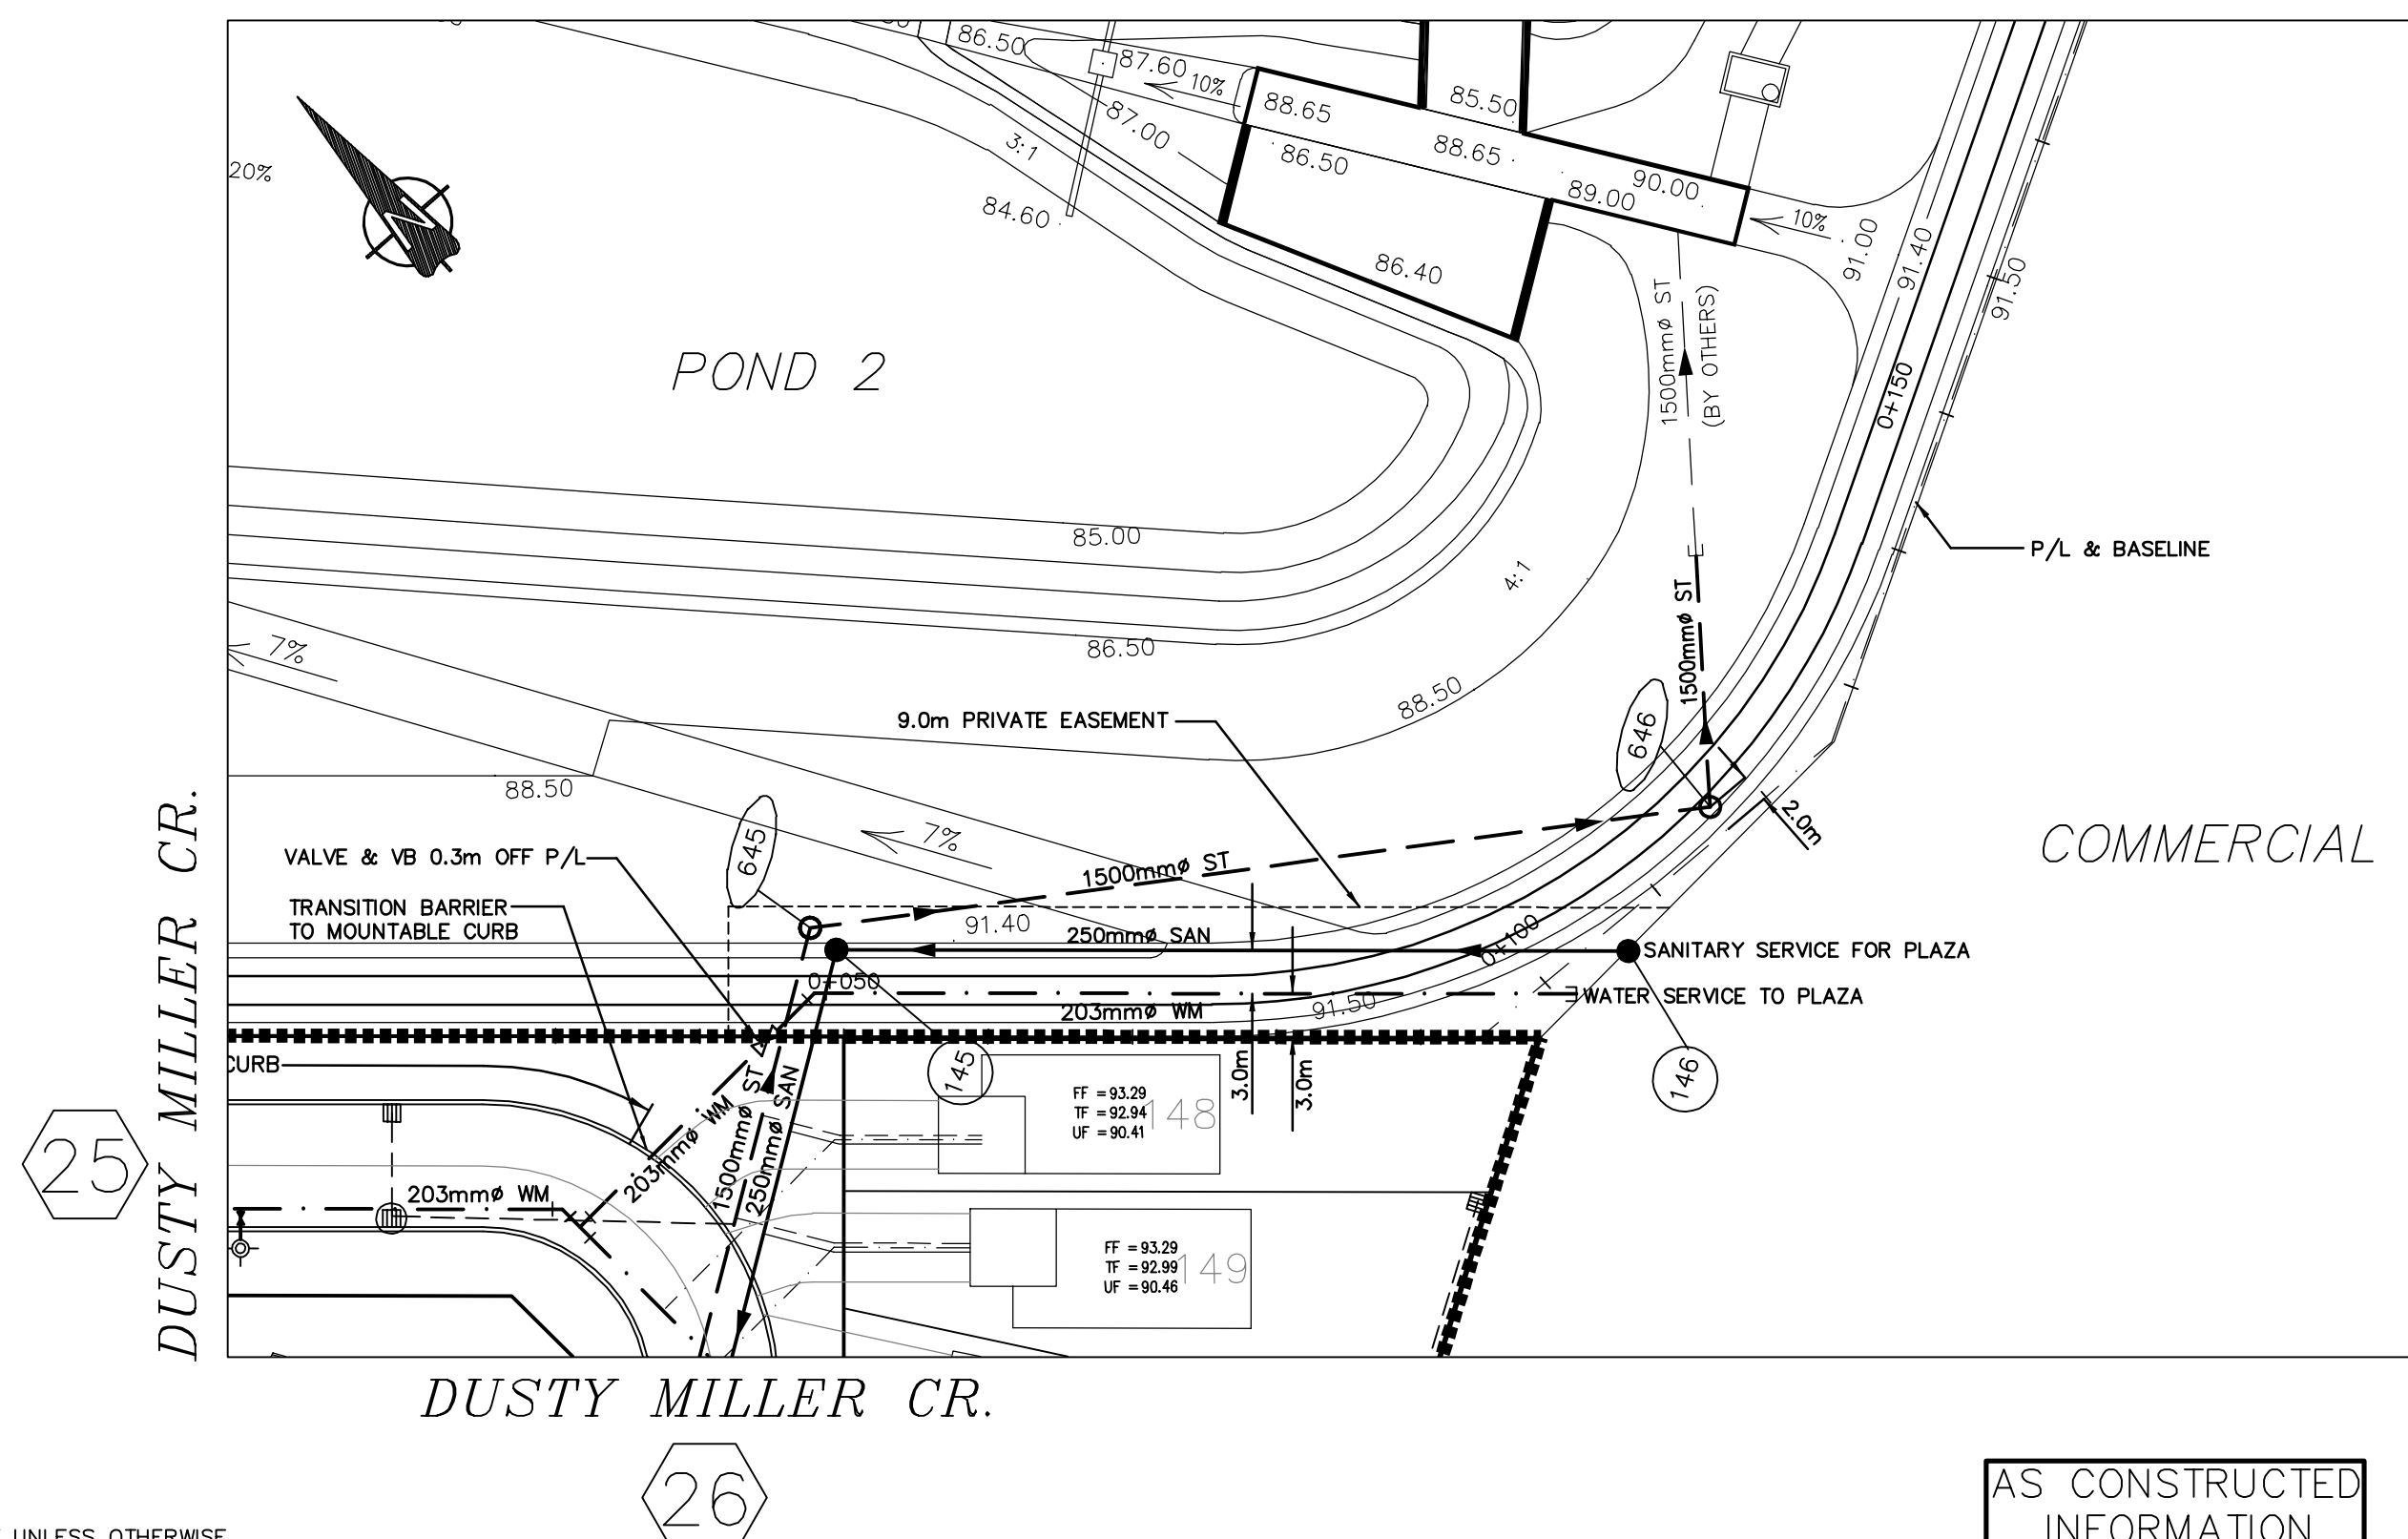 86.50
87.60
10%
88.65
85.50
87.00
86.50
88.65
90.00
89.00
10%
91.00
91.40
91.50
3:1
84.60
20%
N
86.40
1500mmø ST
(BY OTHERS)
POND 2
0+150
85.00
P/L & BASELINE
4:1
7%
86.50
1500mmø ST
88.50
9.0m PRIVATE EASEMENT
646
88.50
2.0m
COMMERCIAL
DUSTY MILLER CR.
25
VALVE & VB 0.3m OFF P/L
645
7%
1500mmø ST
TRANSITION BARRIER
TO MOUNTABLE CURB
91.40
250mmø SAN
0+100
SANITARY SERVICE FOR PLAZA
0+050
203mmø WM
91.50
WATER SERVICE TO PLAZA
CURB
145
146
3.0m
3.0m
FF = 93.29
TF = 92.94
UF = 90.41
148
203mmø WM
1500mmø ST
250mmø SAN
203mmø WM
FF = 93.29
TF = 92.99
UF = 90.46
149
DUSTY MILLER CR.
26
AS CONSTRUCTED
INFORMATION
UNLESS OTHERWISE